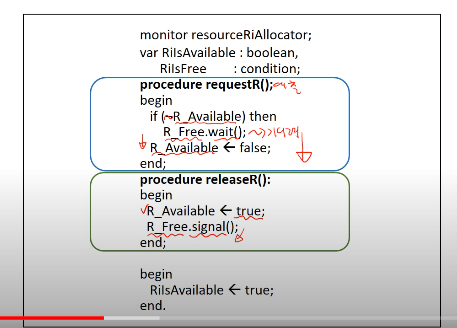 monitor resourceRiAllocator;
var RiIsAvailable : boolean,
RiIsFree : condition;
procedure requestR();
begin
if (¬R_Available) then
R_Free.wait();
R_Available ← false;
end;
procedure releaseR():
begin
R_Available ← true;
R_Free.signal();
end;
begin
RiIsAvailable ← true;
end.